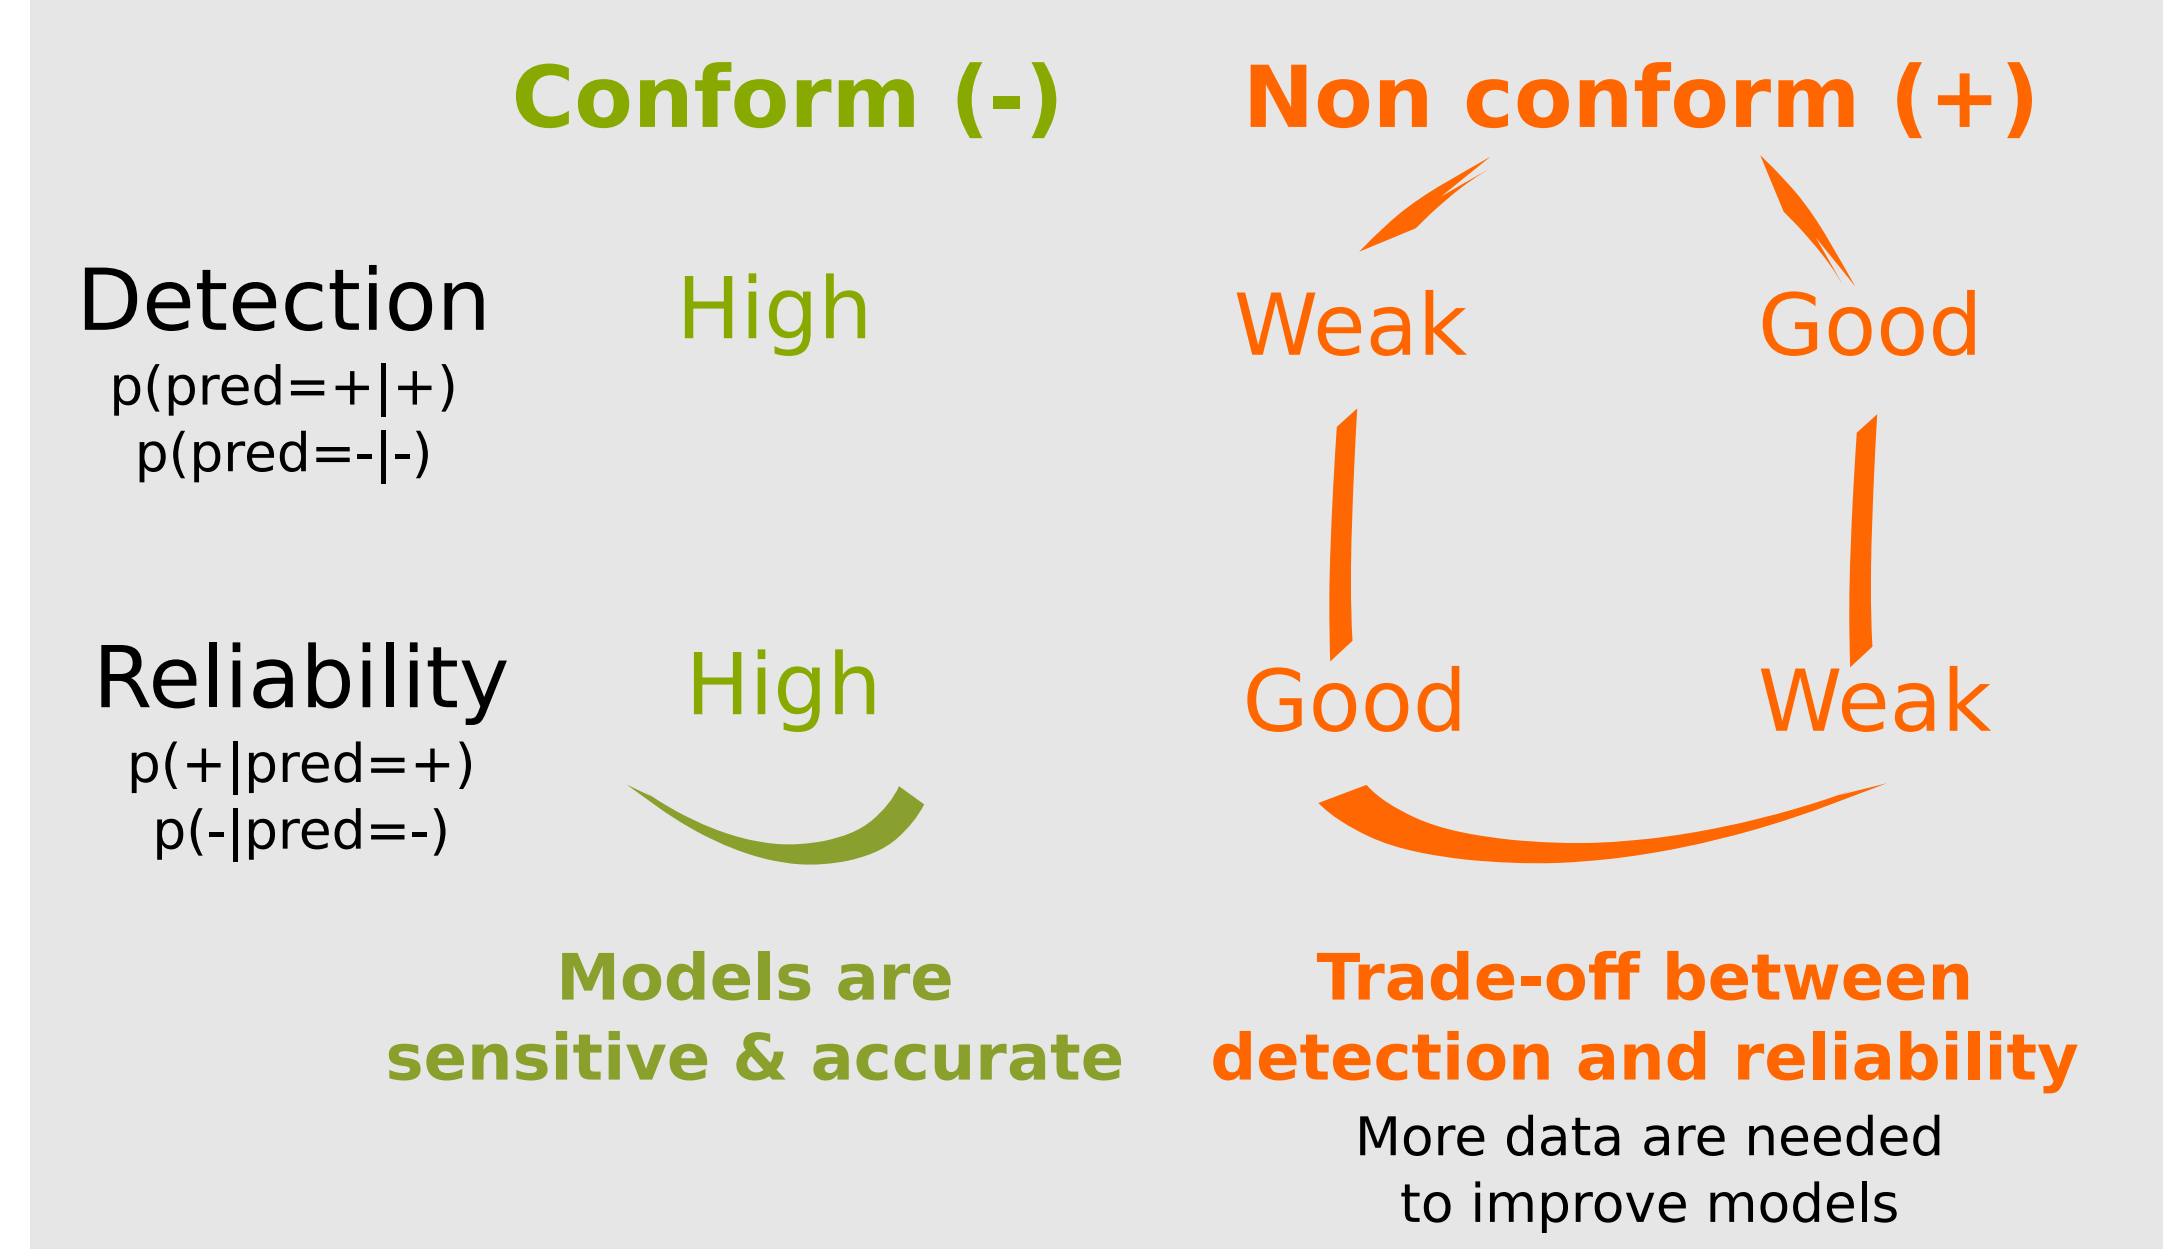 Conform (-)
Non conform (+)
Detection
p(pred=+|+)
p(pred=-|-)
High
Weak
Good
Reliability
p(+|pred=+)
p(-|pred=-)
High
Good
Weak
Models are
sensitive & accurate
Trade-off between
detection and reliability
More data are needed
to improve models